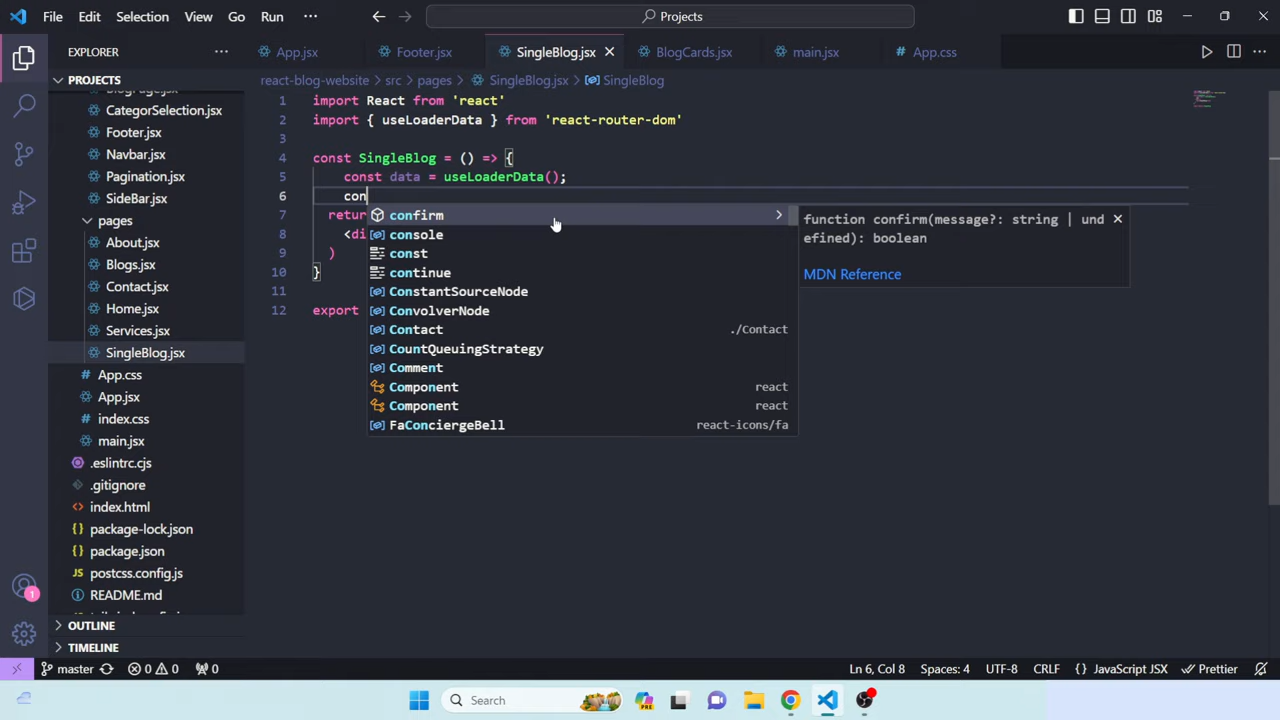 File Edit Selection View Go Run ··· Projects
EXPLORER ···
PROJECTS
CategorSelection.jsx
Footer.jsx
Navbar.jsx
Pagination.jsx
SideBar.jsx
pages
About.jsx
Blogs.jsx
Contact.jsx
Home.jsx
Services.jsx
SingleBlog.jsx
# App.css
App.jsx
# index.css
main.jsx
.eslintrc.cjs
.gitignore
<> index.html
{} package-lock.json
{} package.json
JS postcss.config.js
README.md
OUTLINE
TIMELINE
App.jsx Footer.jsx SingleBlog.jsx BlogCards.jsx main.jsx App.css
react-blog-website > src > pages > SingleBlog.jsx > SingleBlog
1 import React from 'react'
2 import { useLoaderData } from 'react-router-dom'
3
4 const SingleBlog = () => {
5 const data = useLoaderData();
6 con
7 retur
8 <di
9 )
10 }
11
12 export
confirm
console
const
continue
ConstantSourceNode
ConvolverNode
Contact ./Contact
CountQueuingStrategy
Comment
Component react
Component react
FaConciergeBell react-icons/fa
function confirm(message?: string | und
efined): boolean
MDN Reference
1
master 0 0 0 Ln 6, Col 8 Spaces: 4 UTF-8 CRLF {} JavaScript JSX Prettier
Search PRE